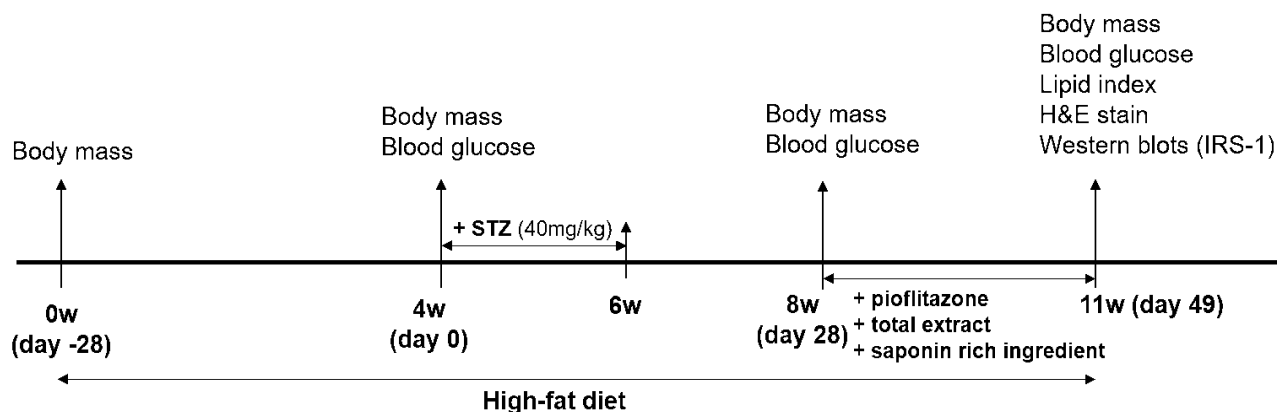 Body mass
Blood glucose
Lipid index
H&E stain
Western blots (IRS-1)
Body mass
Blood glucose
Body mass
Blood glucose
Body mass
+ STZ (40mg/kg)
0w
(day -28)
4w
(day 0)
6w
8w
(day 28)
+ pioflitazone
+ total extract
+ saponin rich ingredient
11w (day 49)
High-fat diet